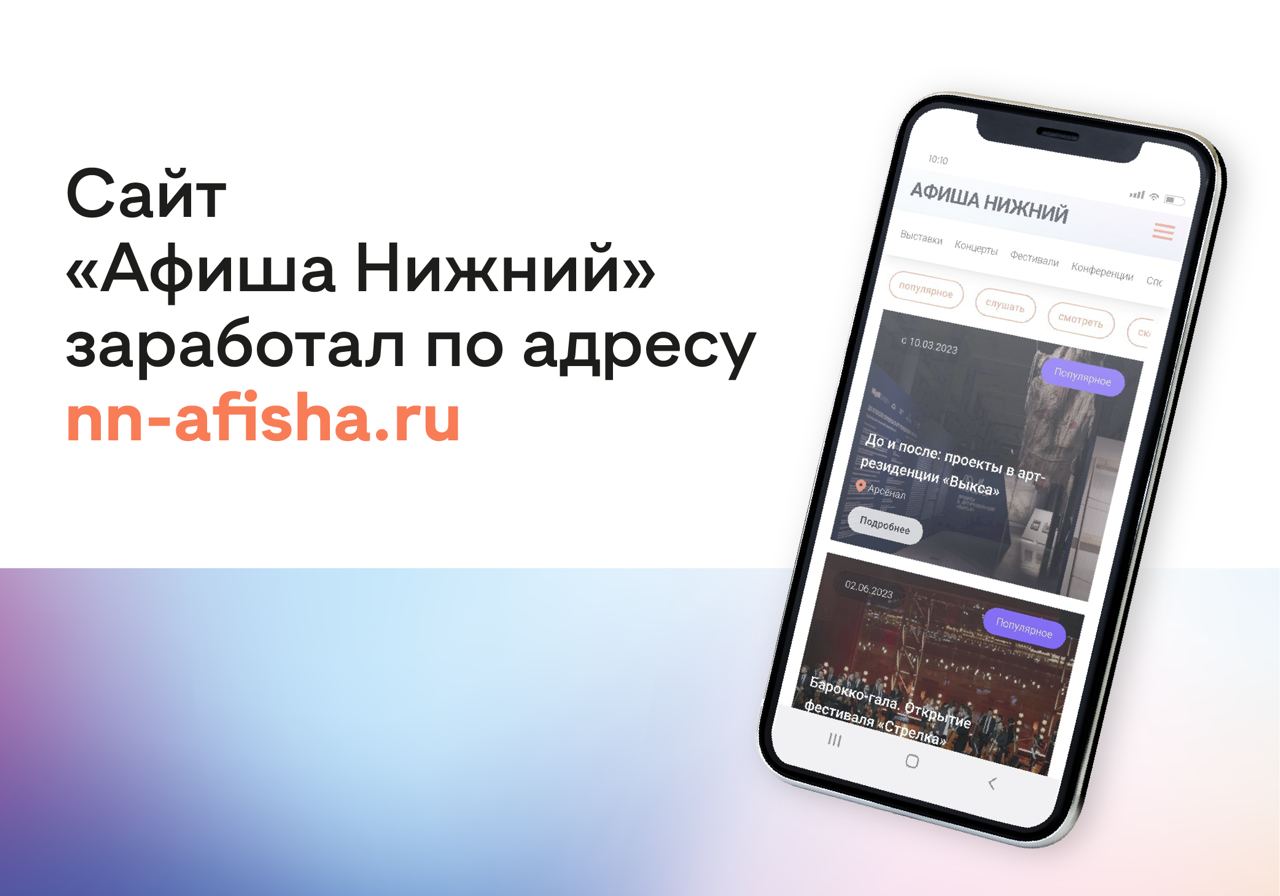 Сайт
«Афиша Нижний»
заработал по адресу
nn-afisha.ru
10:10
АФИША НИЖНИЙ
Выставки Концерты Фестивали Конференции Спо
популярное слушать смотреть
с 10.03.2023
Популярное
До и после: проекты в арт-
резиденции «Выкса»
Арсенал
Подробнее
02.06.2023
Популярное
Барокко-гала. Открытие
фестиваля «Стрелка»